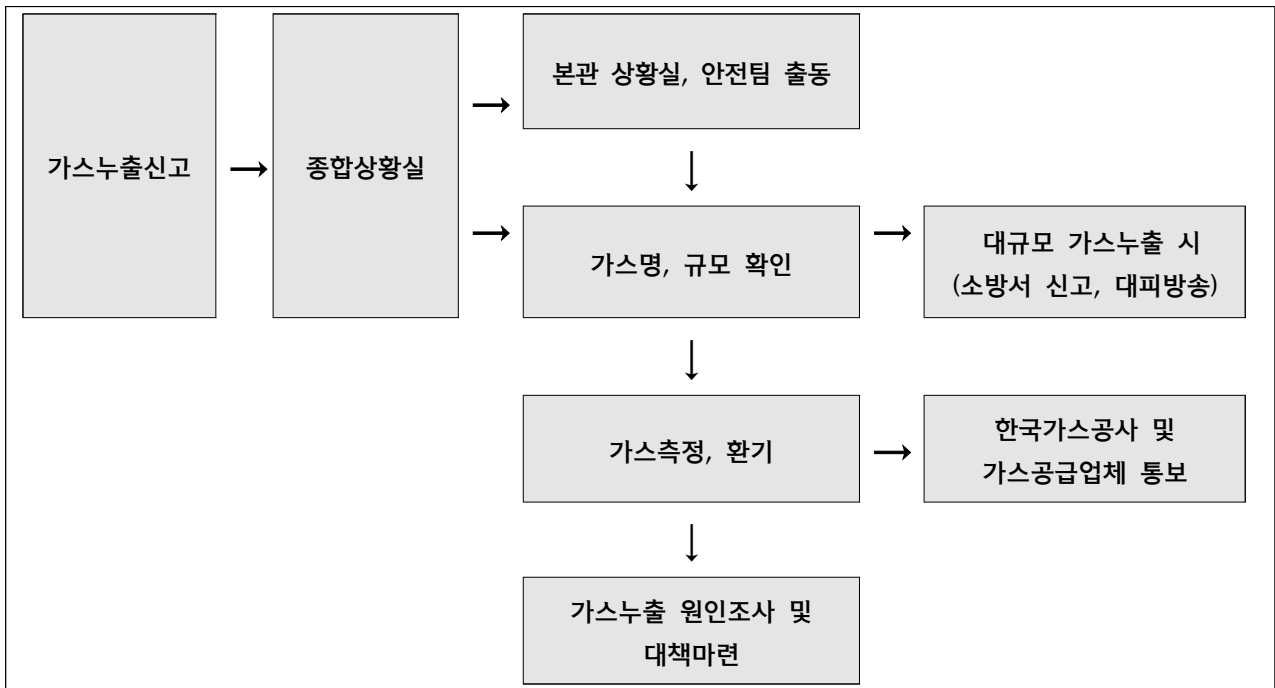 가스누출신고
종합상황실
본관 상황실, 안전팀 출동
가스명, 규모 확인
대규모 가스누출 시
(소방서 신고, 대피방송)
가스측정, 환기
한국가스공사 및
가스공급업체 통보
가스누출 원인조사 및
대책마련